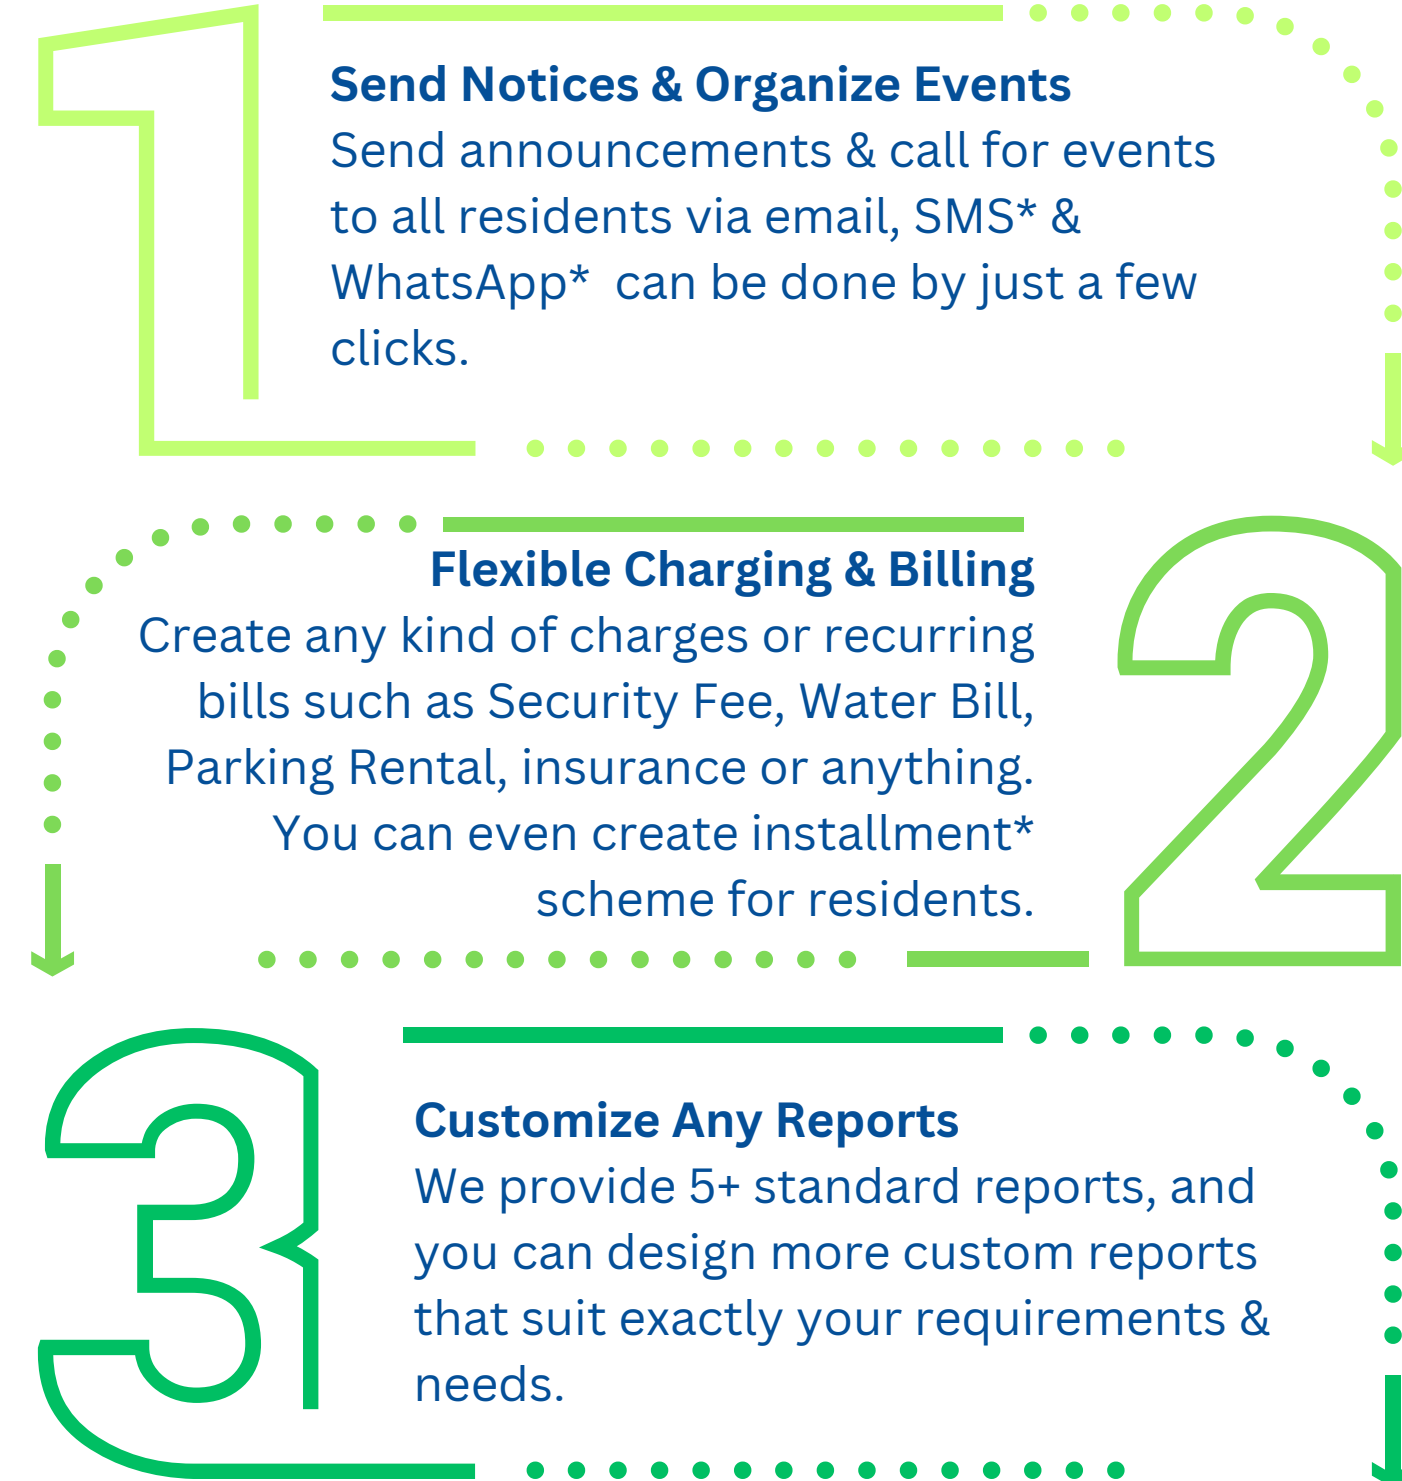 1
Send Notices & Organize Events
Send announcements & call for events
to all residents via email, SMS* &
WhatsApp*  can be done by just a few
clicks.
2
Flexible Charging & Billing
Create any kind of charges or recurring
bills such as Security Fee, Water Bill,
Parking Rental, insurance or anything.
You can even create installment*
scheme for residents.
3
Customize Any Reports
We provide 5+ standard reports, and
you can design more custom reports
that suit exactly your requirements &
needs.